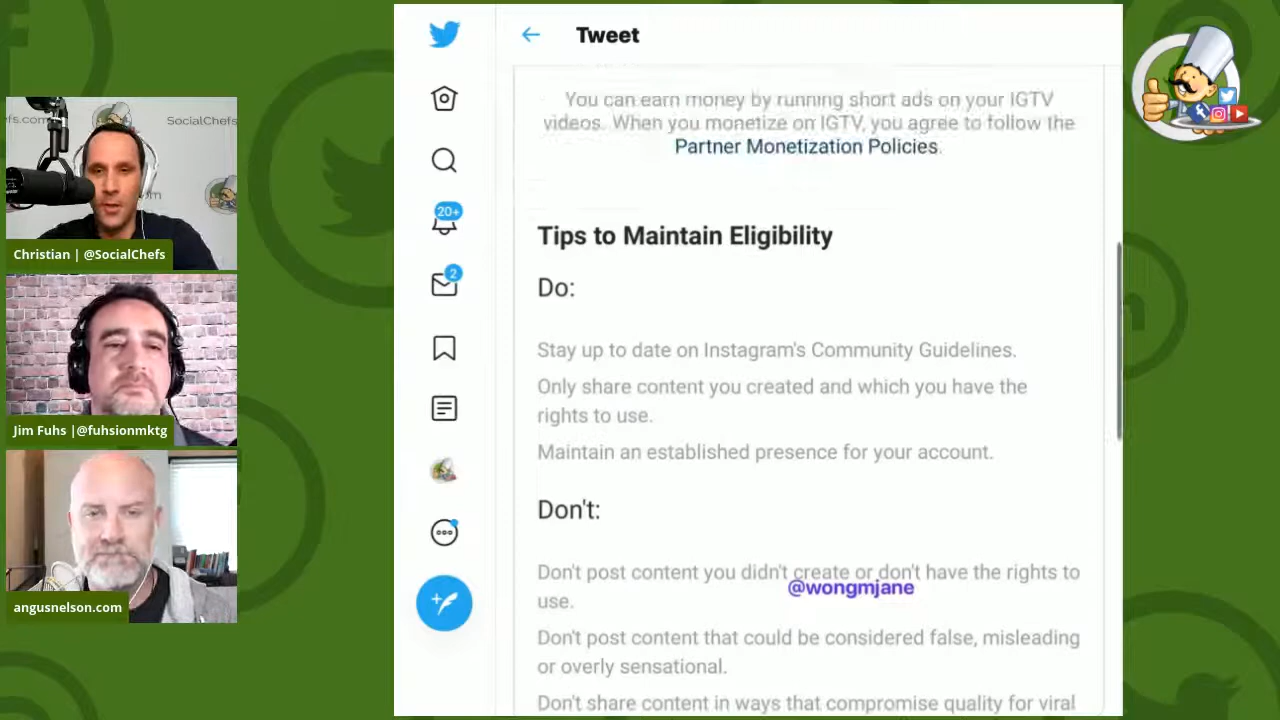 Tweet
You can earn money by running short ads on your IGTV
videos. When you monetize on IGTV, you agree to follow the
Partner Monetization Policies.
Tips to Maintain Eligibility
Do:
Stay up to date on Instagram's Community Guidelines.
Only share content you created and which you have the
rights to use.
Maintain an established presence for your account.
Don't:
Don't post content you didn't create or don't have the rights to
use.
@wongmjane
Don't post content that could be considered false, misleading
or overly sensational.
Don't share content in ways that compromise quality for viral
20+
2
SocialChefs
Christian | @SocialChefs
Jim Fuhs |@fuhsionmktg
angusnelson.com